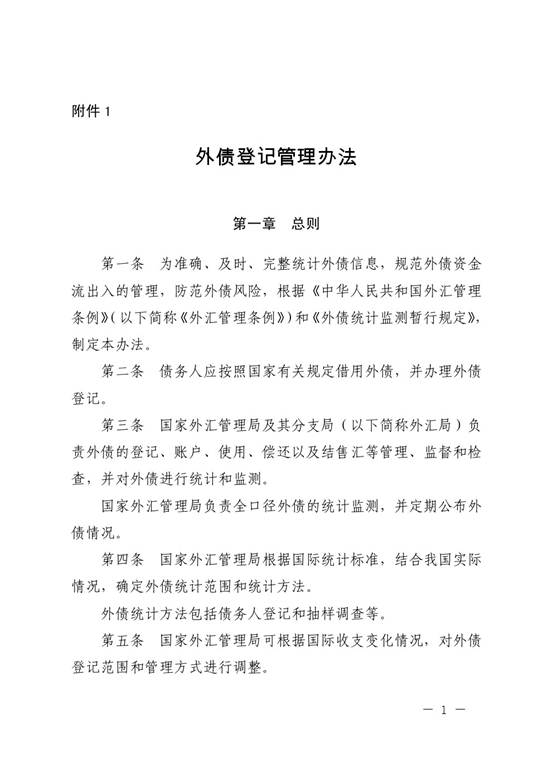 附件1
外债登记管理办法
第一章　总则
第一条　为准确、及时、完整统计外债信息，规范外债资金
流出入的管理，防范外债风险，根据《中华人民共和国外汇管理
条例》（以下简称《外汇管理条例》）和《外债统计监测暂行规定》，
制定本办法。
第二条　债务人应按照国家有关规定借用外债，并办理外债
登记。
第三条　国家外汇管理局及其分支局（以下简称外汇局）负
责外债的登记、账户、使用、偿还以及结售汇等管理、监督和检
查，并对外债进行统计和监测。
国家外汇管理局负责全口径外债的统计监测，并定期公布外
债情况。
第四条　国家外汇管理局根据国际统计标准，结合我国实际
情况，确定外债统计范围和统计方法。
外债统计方法包括债务人登记和抽样调查等。
第五条　国家外汇管理局可根据国际收支变化情况，对外债
登记范围和管理方式进行调整。
— 1 —